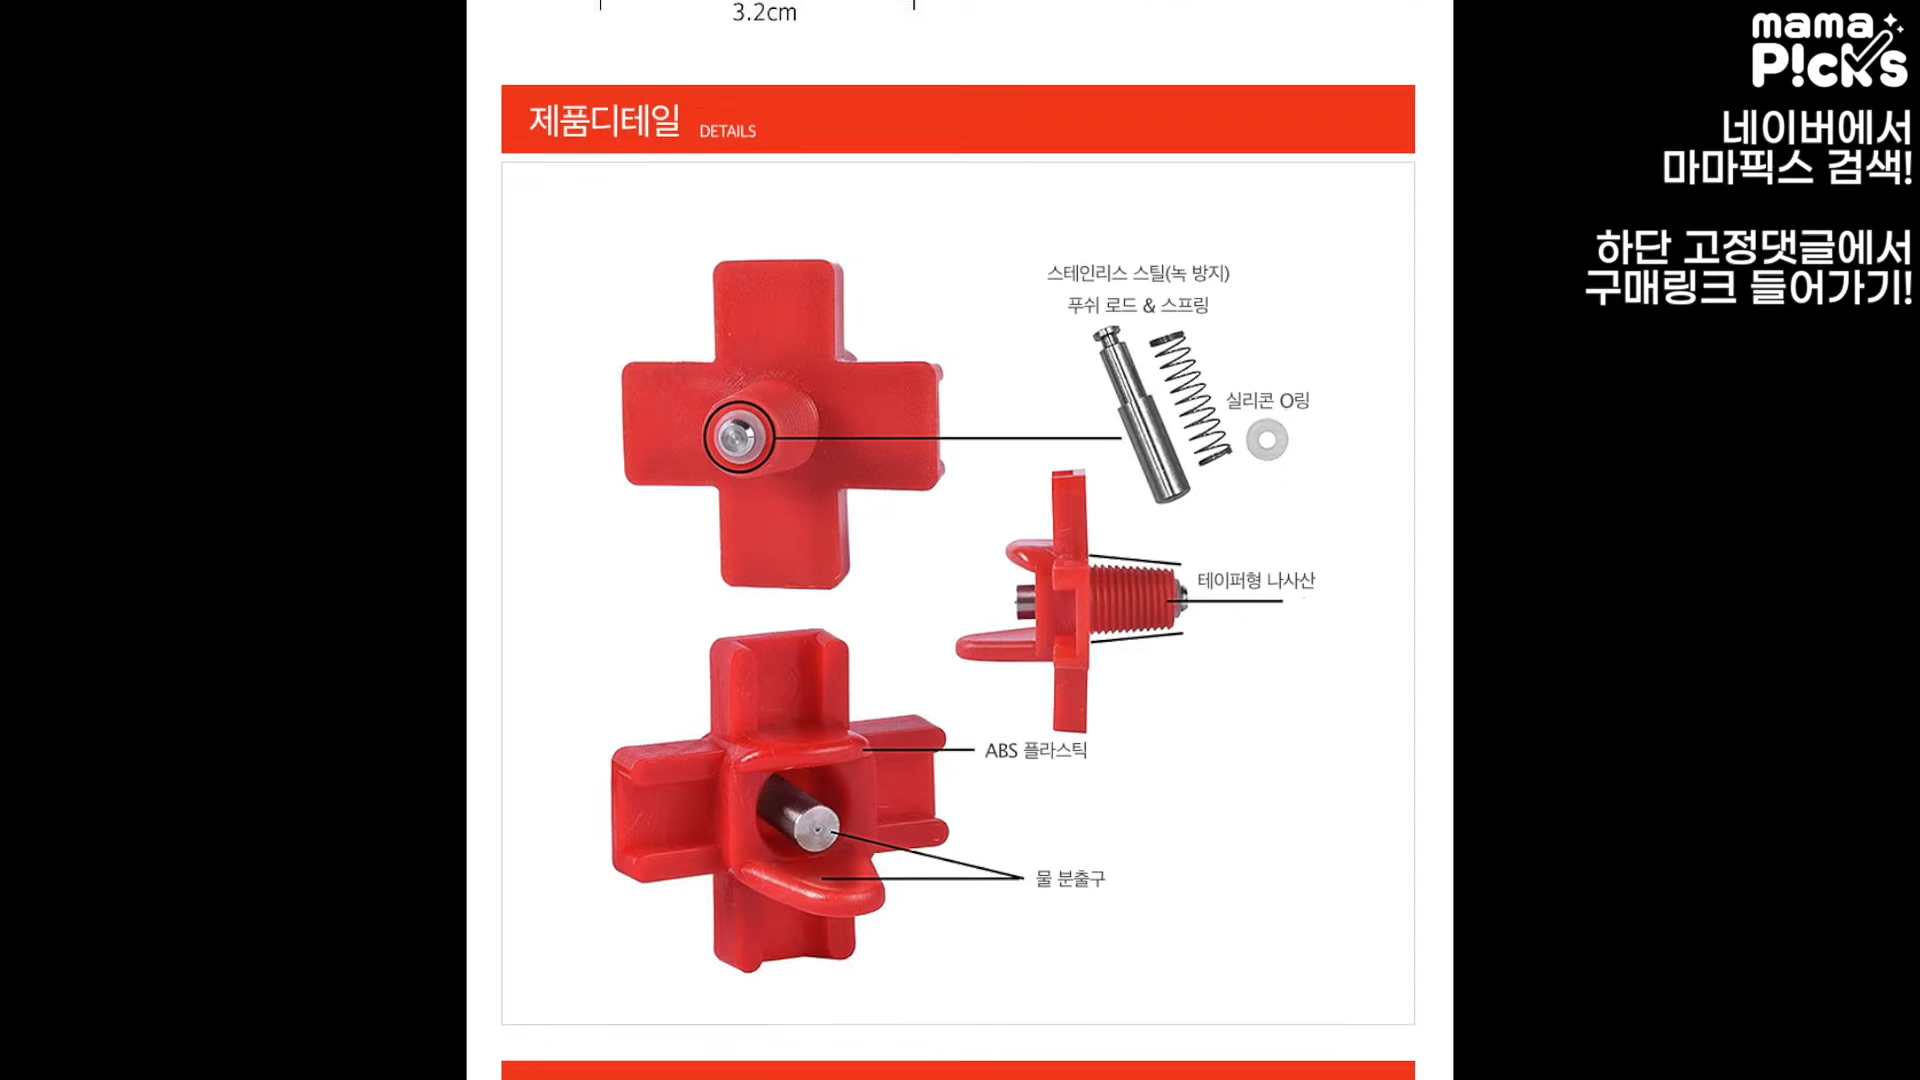 3.2cm
제품디테일 DETAILS
스테인리스 스틸(녹 방지)
푸쉬 로드 & 스프링
실리콘 O링
테이퍼형 나사산
ABS 플라스틱
물 분출구
mama
P!cks
네이버에서
마마픽스 검색!
하단 고정댓글에서
구매링크 들어가기!